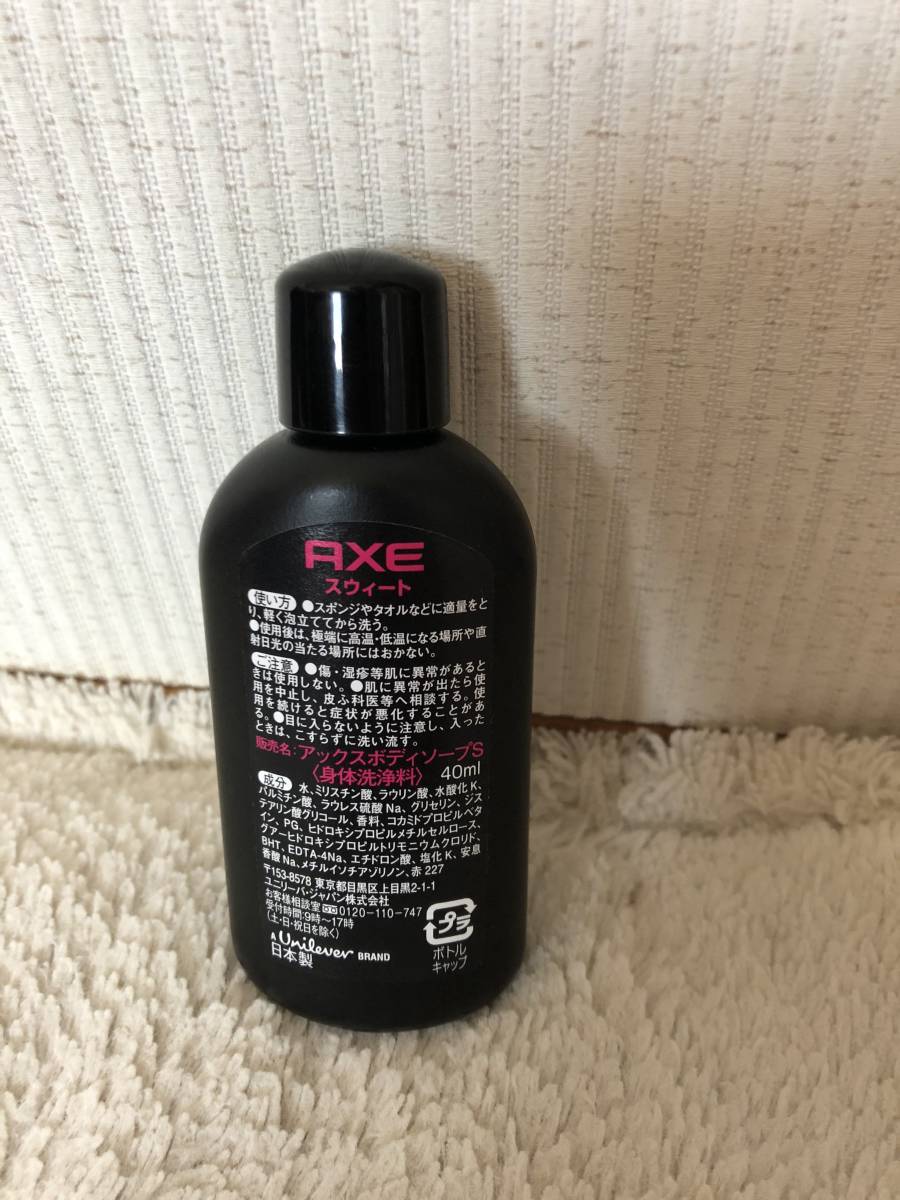 AXE
スウィート
使い方 ●スポンジやタオルなどに適量をと
り、軽く泡立ててから洗う。
●使用後は、極端に高温・低温になる場所や直
射日光の当たる場所にはおかない。
ご注意 ●傷・湿疹等肌に異常があると
きは使用しない。●肌に異常が出たら使
用を中止し、皮ふ科医等へ相談する。使
用を続けると症状が悪化することがあ
る。●目に入らないように注意し、入った
ときは、こすらずに洗い流す。
販売名:アックスボディソープS
〈身体洗浄料〉 40ml
成分 水、ミリスチン酸、ラウリン酸、水酸化K、
パルミチン酸、ラウレス硫酸Na、グリセリン、ジス
テアリン酸グリコール、香料、コカミドプロピルベタ
イン、PG、ヒドロキシプロピルメチルセルロース、
グアーヒドロキシプロピルトリモニウムクロリド、
BHT、EDTA-4Na、エチドロン酸、塩化K、安息
香酸Na、メチルイソチアゾリノン、赤227
〒153-8578 東京都目黒区上目黒2-1-1
ユニリーバ・ジャパン株式会社
お客様相談室 0120-110-747
受付時間:9時〜17時
(土・日・祝日を除く)
A Unilever BRAND
日本製
プラ
ボトル
キャップ